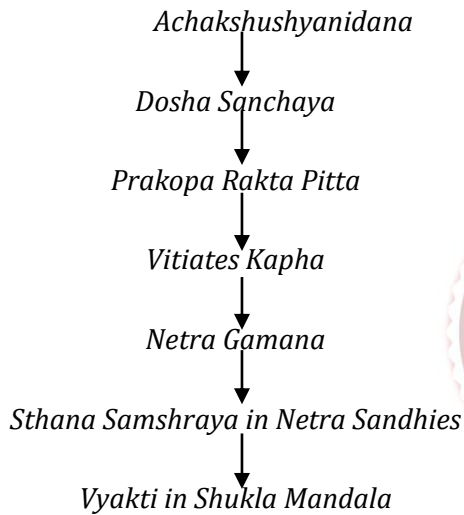 Achakshushyanidana
Dosha Sanchaya
Prakopa Rakta Pitta
Vitiates Kapha
Netra Gamana
Sthana Samshraya in Netra Sandhies
Vyakti in Shukla Mandala